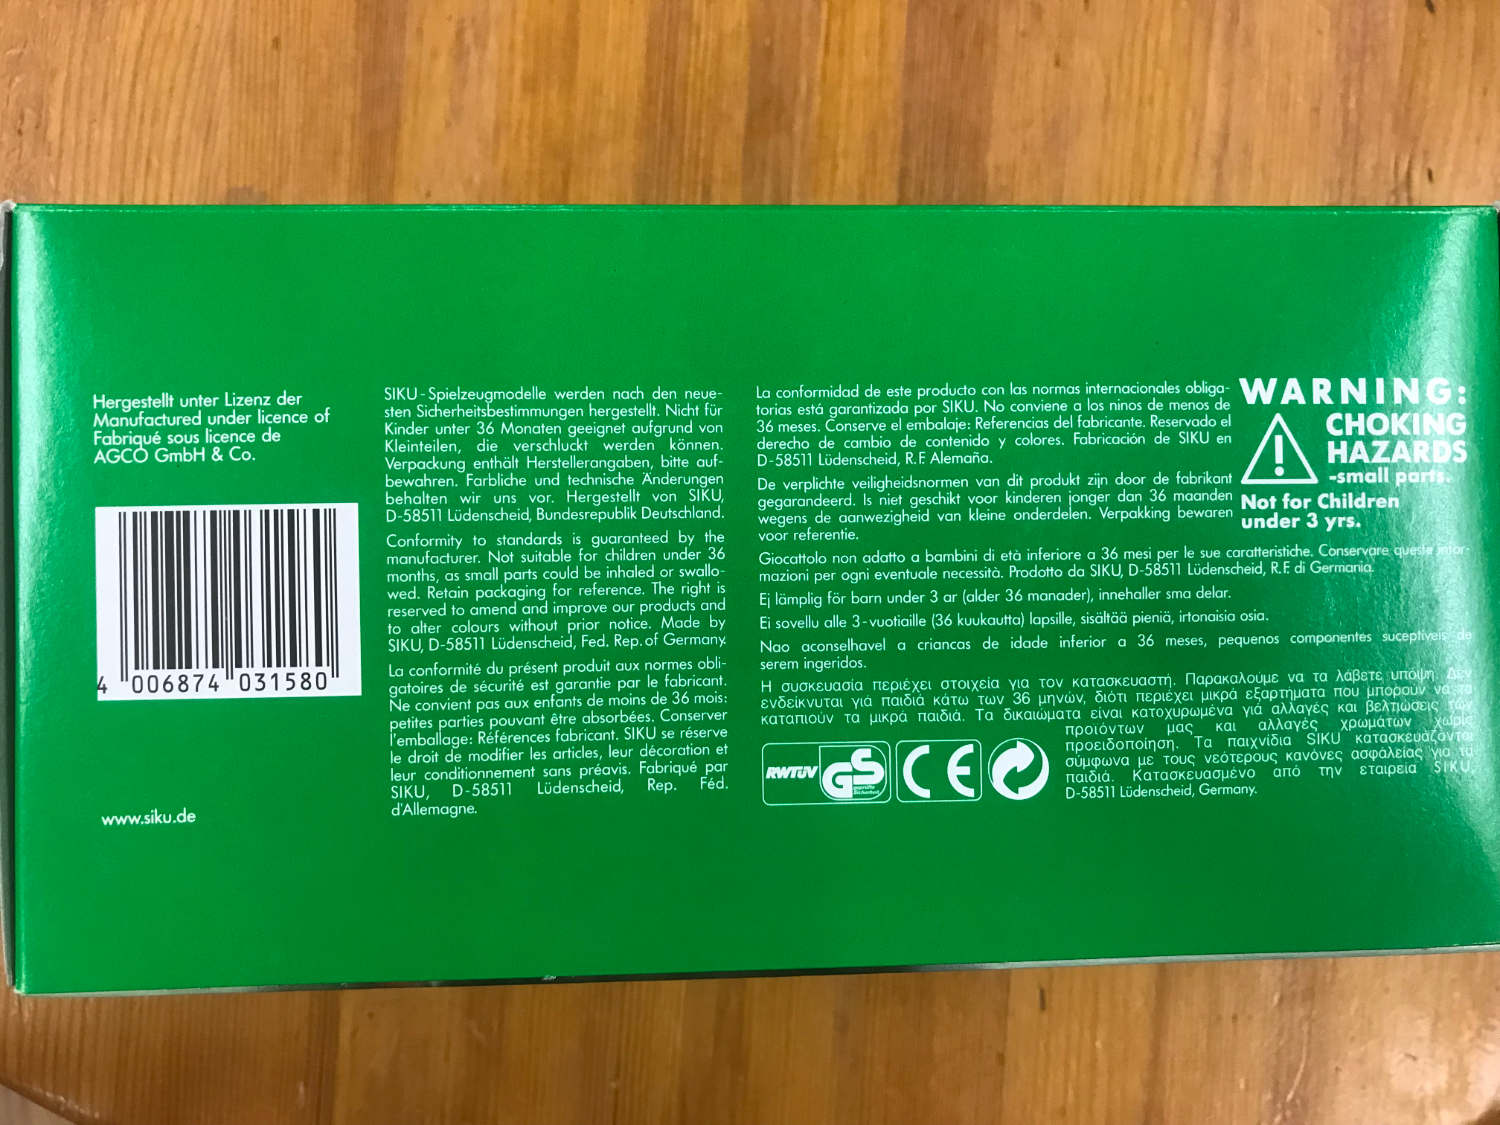 Hergestellt unter Lizenz der
Manufactured under licence of
Fabriqué sous licence de
AGCO GmbH & Co.
4 006874 031580
www.siku.de
SIKU - Spielzeugmodelle werden nach den neue-
sten Sicherheitsbestimmungen hergestellt. Nicht für
Kinder unter 36 Monaten geeignet aufgrund von
Kleinteilen, die verschluckt werden können.
Verpackung enthält Herstellerangaben, bitte auf-
bewahren. Farbliche und technische Änderungen
behalten wir uns vor. Hergestellt von SIKU,
D-58511 Lüdenscheid, Bundesrepublik Deutschland.
Conformity to standards is guaranteed by the
manufacturer. Not suitable for children under 36
months, as small parts could be inhaled or swallo-
wed. Retain packaging for reference. The right is
reserved to amend and improve our products and
to alter colours without prior notice. Made by
SIKU, D-58511 Lüdenscheid, Fed. Rep. of Germany.
La conformité du présent produit aux normes obli-
gatoires de sécurité est garantie par le fabricant.
Ne convient pas aux enfants de moins de 36 mois:
petites parties pouvant être absorbées. Conserver
l'emballage: Références fabricant. SIKU se réserve
le droit de modifier les articles, leur décoration et
leur conditionnement sans préavis. Fabriqué par
SIKU, D-58511 Lüdenscheid, Rep. Féd.
d'Allemagne.
La conformidad de este producto con las normas internacionales obliga-
torias está garantizada por SIKU. No conviene a los ninos de menos de
36 meses. Conserve el embalaje: Referencias del fabricante. Reservado el
derecho de cambio de contenido y colores. Fabricación de SIKU en
D-58511 Lüdenscheid, R.F. Alemaña.
De verplichte veiligheidsnormen van dit produkt zijn door de fabrikant
gegarandeerd. Is niet geschikt voor kinderen jonger dan 36 maanden
wegens de aanwezigheid van kleine onderdelen. Verpakking bewaren
voor referentie.
Giocattolo non adatto a bambini di età inferiore a 36 mesi per le sue caratteristiche. Conservare queste infor-
mazioni per ogni eventuale necessità. Prodotto da SIKU, D-58511 Lüdenscheid, R.F. di Germania.
Ej lämplig för barn under 3 ar (alder 36 manader), innehaller sma delar.
Ei sovellu alle 3-vuotiaille (36 kuukautta) lapsille, sisältää pieniä, irtonaisia osia.
Nao aconselhavel a criancas de idade inferior a 36 meses, pequenos componentes suceptiveis de
serem ingeridos.
Η συσκευασία περιέχει στοιχεία για τον κατασκευαστή. Παρακαλούμε να τα λάβετε υπόψη. Δεν
ενδείκνυται γιά παιδιά κάτω των 36 μηνών, διότι περιέχει μικρά εξαρτήματα που μπορούν να τα
καταπιούν τα μικρά παιδιά. Τα δικαιώματα είναι κατοχυρωμένα γιά αλλαγές και βελτιώσεις των
προϊόντων μας και αλλαγές χρωμάτων χωρίς
προειδοποίηση. Τα παιχνίδια SIKU κατασκευάζονται
σύμφωνα με τους νεότερους κανόνες ασφάλείας για τα
παιδιά. Κατασκευασμένο από την εταιρεία SIKU,
D-58511 Lüdenscheid, Germany.
RWTÜV GS geprüfte Sicherheit CE
WARNING:
CHOKING
HAZARDS
-small parts.
Not for Children
under 3 yrs.